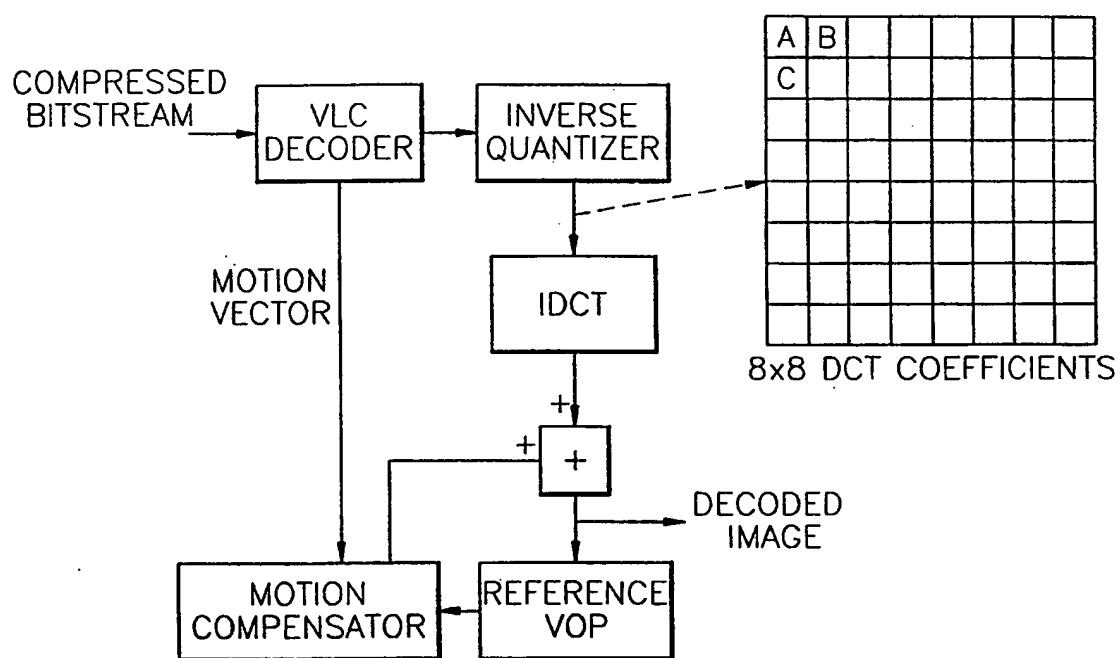 COMPRESSED
BITSTREAM
VLC
DECODER
INVERSE
QUANTIZER
A B
C
MOTION
VECTOR
IDCT
8x8 DCT COEFFICIENTS
+
+
+
DECODED
IMAGE
MOTION
COMPENSATOR
REFERENCE
VOP